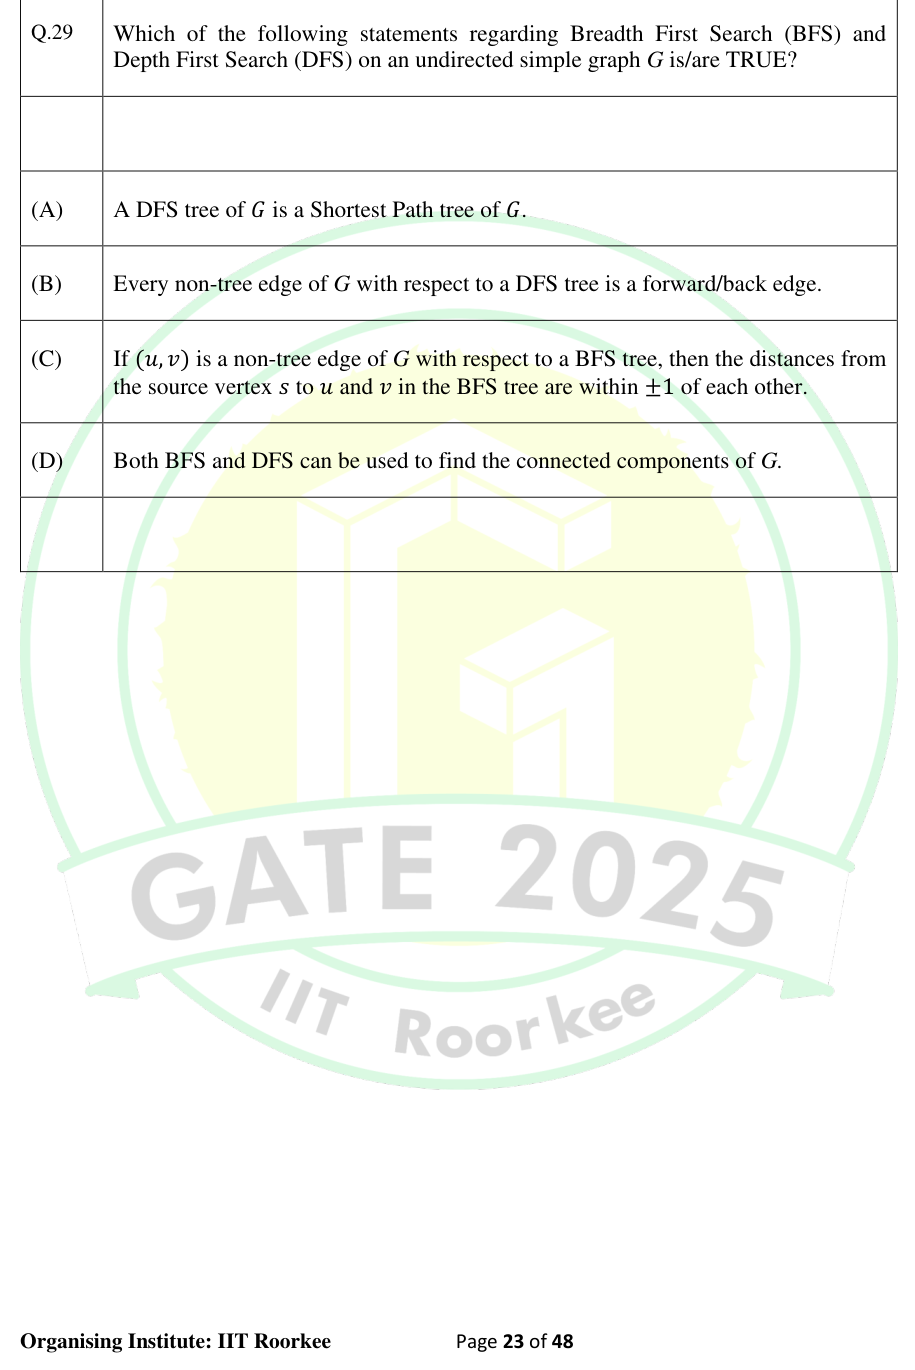 Q.29 Which of the following statements regarding Breadth First Search (BFS) and
Depth First Search (DFS) on an undirected simple graph G is/are TRUE?
(A) A DFS tree of 𝐺 is a Shortest Path tree of 𝐺.
(B) Every non-tree edge of G with respect to a DFS tree is a forward/back edge.
(C) If (𝑢, 𝑣) is a non-tree edge of G with respect to a BFS tree, then the distances from
the source vertex 𝑠 to 𝑢 and 𝑣 in the BFS tree are within ±1 of each other.
(D) Both BFS and DFS can be used to find the connected components of G.
GATE 2025
IIT Roorkee
Organising Institute: IIT Roorkee Page 23 of 48